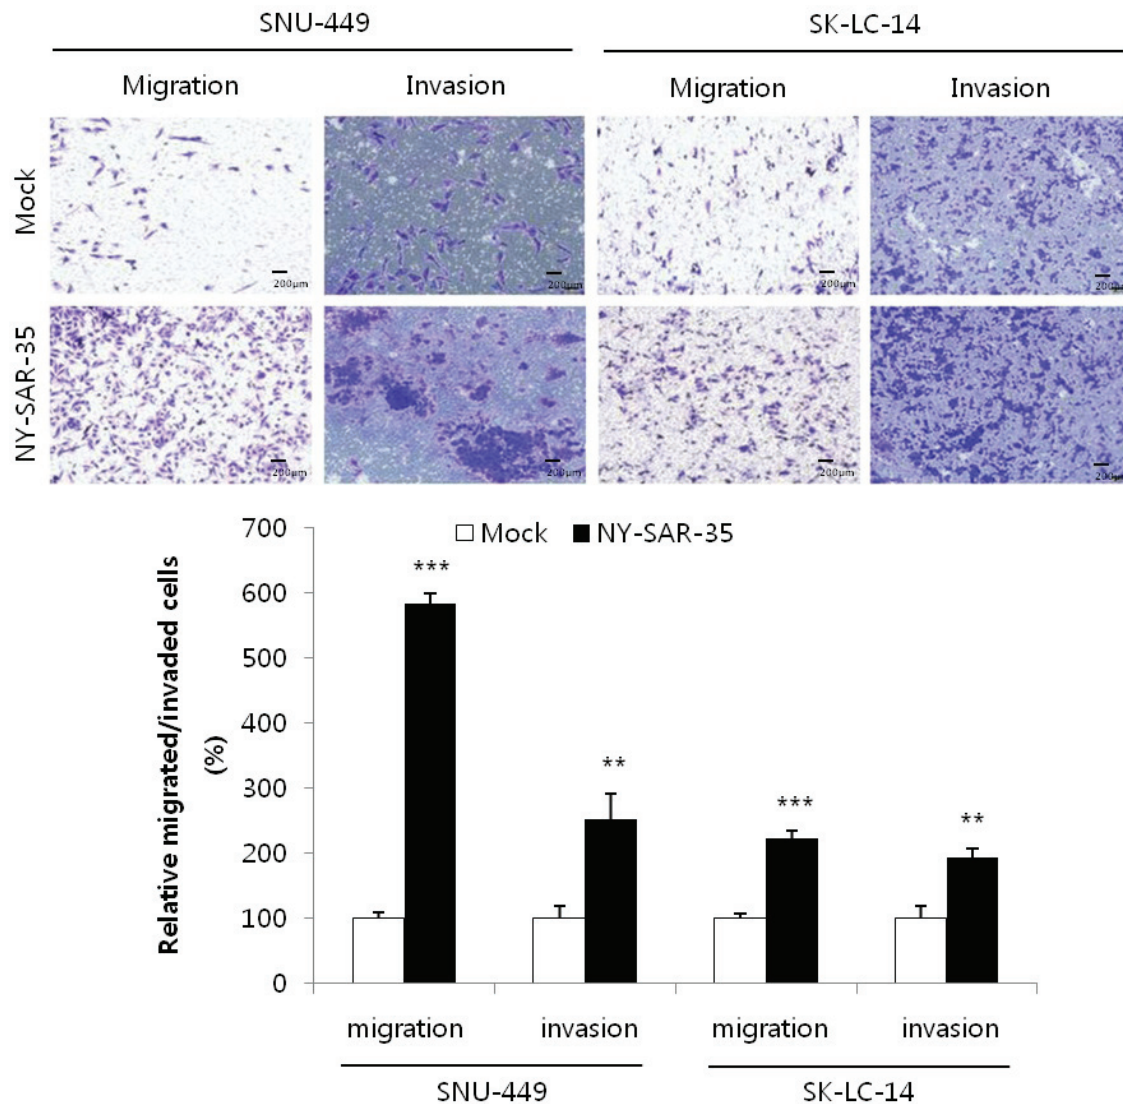 SNU-449 SK-LC-14
Migration Invasion Migration Invasion
Mock
200μm 200μm 200μm 200μm
NY-SAR-35
200μm 200μm 200μm 200μm
Mock NY-SAR-35
Relative migrated/invaded cells
(%)
700
600
500
400
300
200
100
0
***
**
***
**
migration invasion migration invasion
SNU-449 SK-LC-14